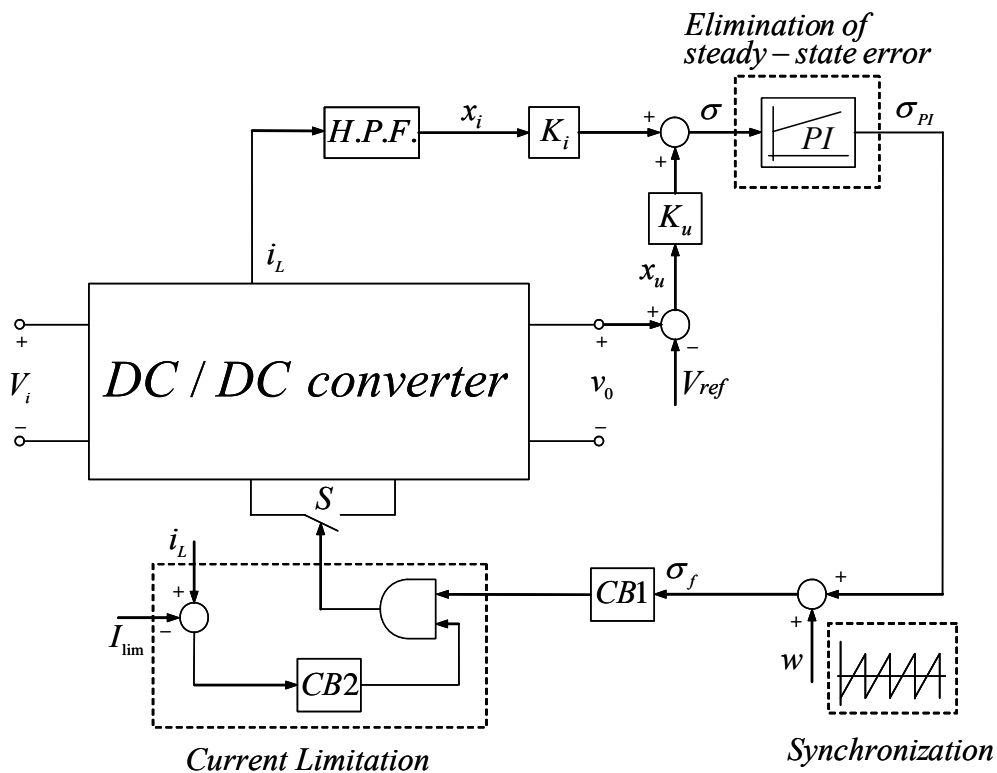 Elimination of
steady – state error
H.P.F.
x_i
K_i
+
σ
PI
σ_PI
+
K_u
i_L
x_u
+
V_i
+
–
DC / DC converter
+
v_0
–
–
V_ref
S
i_L
+
I_lim
–
CB2
CB1
σ_f
+
+
w
Current Limitation
Synchronization